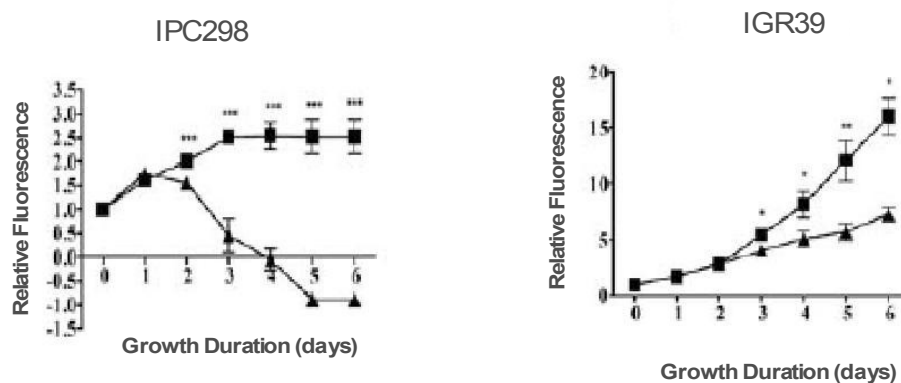 IPC298
Relative Fluorescence
3.5
3.0
2.5
2.0
1.5
1.0
0.5
0.0
-0.5
-1.0
-1.5
*** *** *** *** ***
0 1 2 3 4 5 6
Growth Duration (days)
IGR39
Relative Fluorescence
20
15
10
5
0
* * ** *
0 1 2 3 4 5 6
Growth Duration (days)